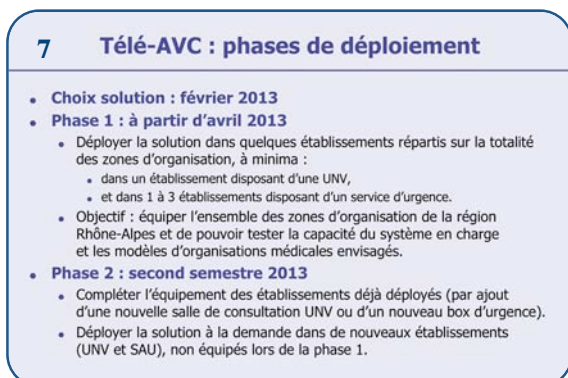 7 Télé-AVC : phases de déploiement
• Choix solution : février 2013
• Phase 1 : à partir d'avril 2013
• Déployer la solution dans quelques établissements répartis sur la totalité
des zones d'organisation, à minima :
• dans un établissement disposant d'une UNV,
• et dans 1 à 3 établissements disposant d'un service d'urgence.
• Objectif : équiper l'ensemble des zones d'organisation de la région
Rhône-Alpes et de pouvoir tester la capacité du système en charge
et les modèles d'organisations médicales envisagés.
• Phase 2 : second semestre 2013
• Compléter l'équipement des établissements déjà déployés (par ajout
d'une nouvelle salle de consultation UNV ou d'un nouveau box d'urgence).
• Déployer la solution à la demande dans de nouveaux établissements
(UNV et SAU), non équipés lors de la phase 1.